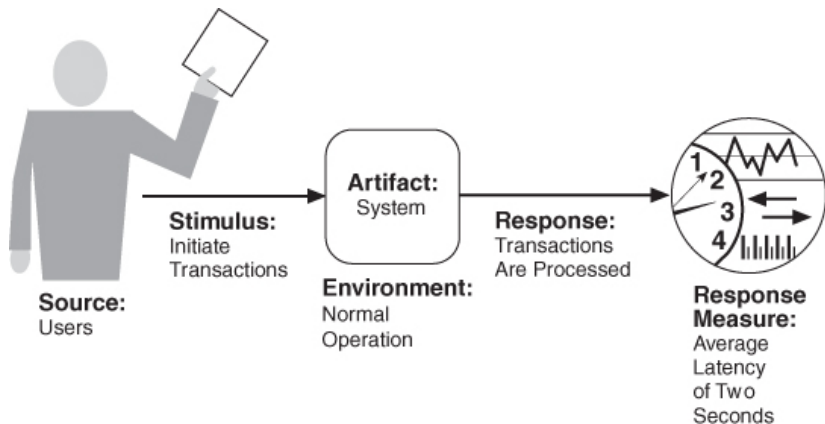 Source:
Users
Stimulus:
Initiate
Transactions
Artifact:
System
Environment:
Normal
Operation
Response:
Transactions
Are Processed
1
2
3
4
Response
Measure:
Average
Latency
of Two
Seconds